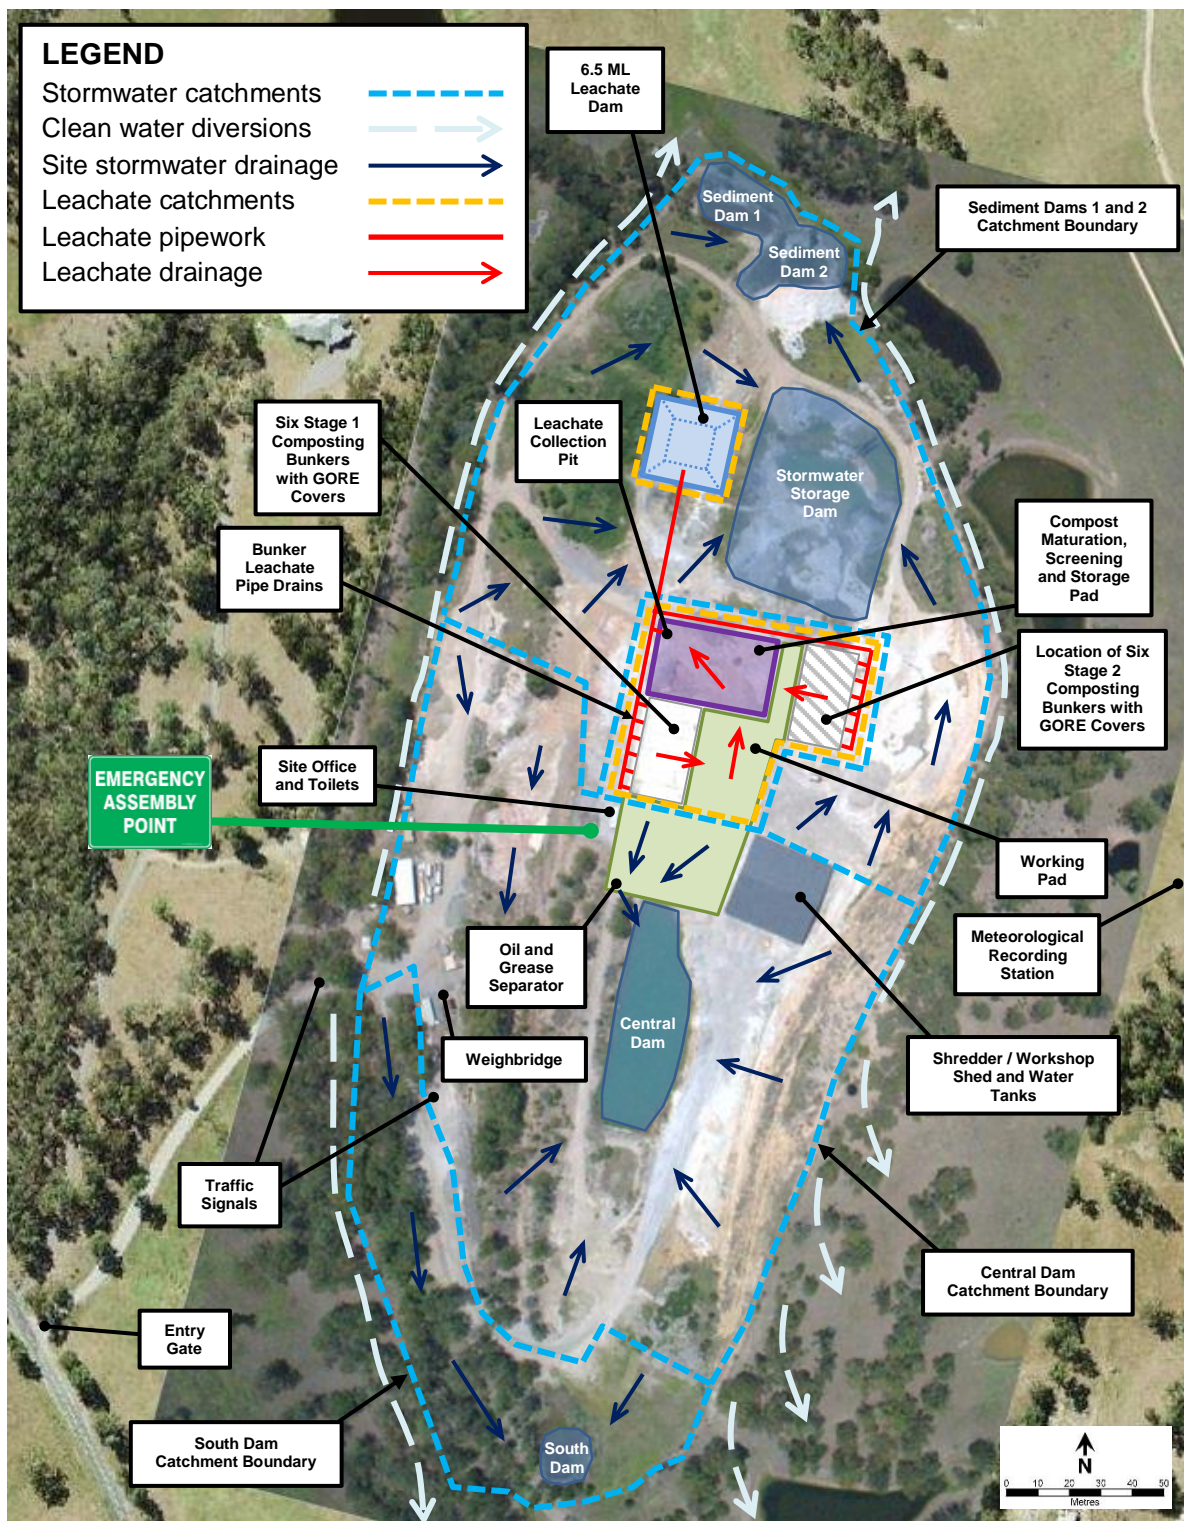 LEGEND
Stormwater catchments
Clean water diversions
Site stormwater drainage
Leachate catchments
Leachate pipework
Leachate drainage
6.5 ML
Leachate
Dam
Sediment
Dam 1
Sediment
Dam 2
Sediment Dams 1 and 2
Catchment Boundary
Six Stage 1
Composting
Bunkers
with GORE
Covers
Leachate
Collection
Pit
Stormwater
Storage
Dam
Compost
Maturation,
Screening
and Storage
Pad
Bunker
Leachate
Pipe Drains
Location of Six
Stage 2
Composting
Bunkers with
GORE Covers
Site Office
and Toilets
EMERGENCY
ASSEMBLY
POINT
Working
Pad
Oil and
Grease
Separator
Meteorological
Recording
Station
Central
Dam
Weighbridge
Shredder / Workshop
Shed and Water
Tanks
Traffic
Signals
Central Dam
Catchment Boundary
Entry
Gate
South Dam
Catchment Boundary
South
Dam
N
0 10 20 30 40 50
Metres